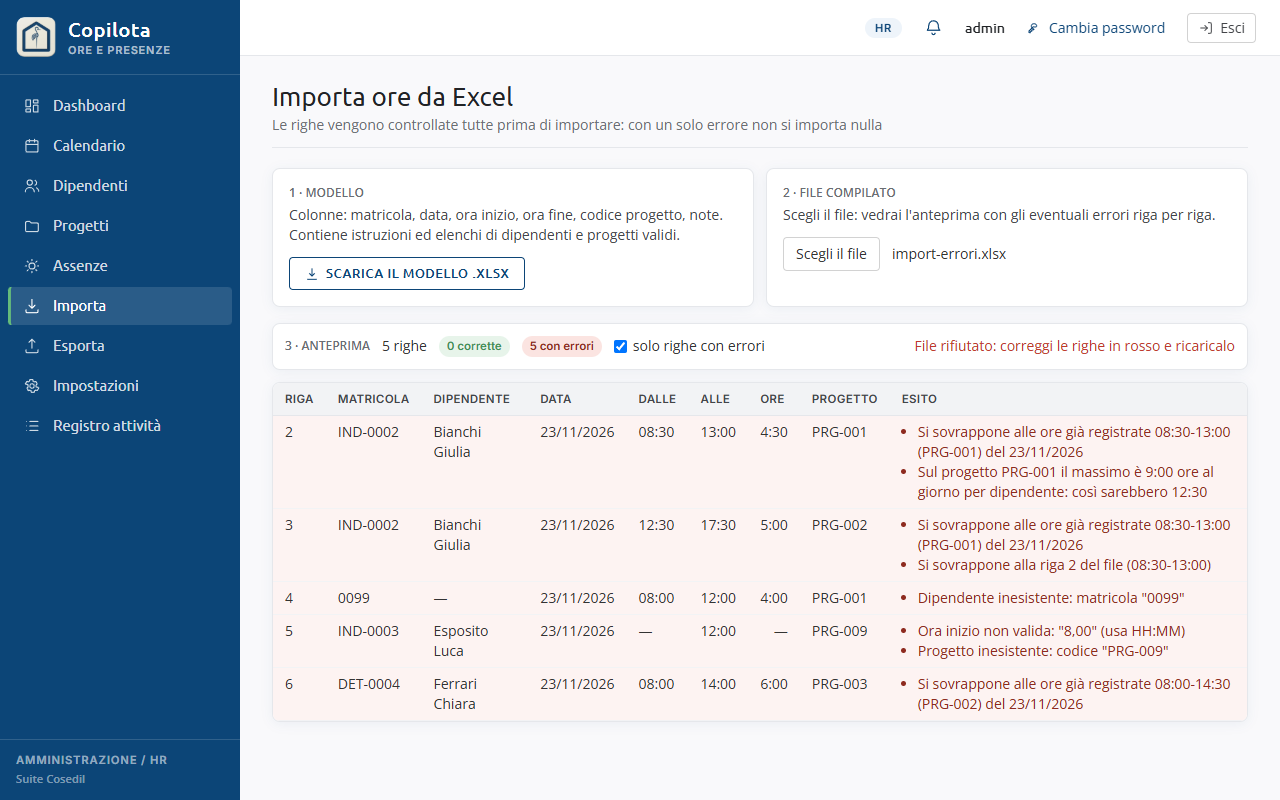 Copilota
ORE E PRESENZE
HR
admin
Cambia password
Esci
Dashboard
Calendario
Dipendenti
Progetti
Assenze
Importa
Esporta
Impostazioni
Registro attività
AMMINISTRAZIONE / HR
Suite Cosedil
Importa ore da Excel
Le righe vengono controllate tutte prima di importare: con un solo errore non si importa nulla
1 · MODELLO
Colonne: matricola, data, ora inizio, ora fine, codice progetto, note.
Contiene istruzioni ed elenchi di dipendenti e progetti validi.
SCARICA IL MODELLO .XLSX
2 · FILE COMPILATO
Scegli il file: vedrai l'anteprima con gli eventuali errori riga per riga.
Scegli il file import-errori.xlsx
3 · ANTEPRIMA 5 righe 0 corrette 5 con errori solo righe con errori File rifiutato: correggi le righe in rosso e ricaricalo
RIGA MATRICOLA DIPENDENTE DATA DALLE ALLE ORE PROGETTO ESITO
2 IND-0002 Bianchi Giulia 23/11/2026 08:30 13:00 4:30 PRG-001
• Si sovrappone alle ore già registrate 08:30-13:00
(PRG-001) del 23/11/2026
• Sul progetto PRG-001 il massimo è 9:00 ore al
giorno per dipendente: così sarebbero 12:30
3 IND-0002 Bianchi Giulia 23/11/2026 12:30 17:30 5:00 PRG-002
• Si sovrappone alle ore già registrate 08:30-13:00
(PRG-001) del 23/11/2026
• Si sovrappone alla riga 2 del file (08:30-13:00)
4 0099 — 23/11/2026 08:00 12:00 4:00 PRG-001
• Dipendente inesistente: matricola "0099"
5 IND-0003 Esposito Luca 23/11/2026 — 12:00 — PRG-009
• Ora inizio non valida: "8,00" (usa HH:MM)
• Progetto inesistente: codice "PRG-009"
6 DET-0004 Ferrari Chiara 23/11/2026 08:00 14:00 6:00 PRG-003
• Si sovrappone alle ore già registrate 08:00-14:30
(PRG-002) del 23/11/2026